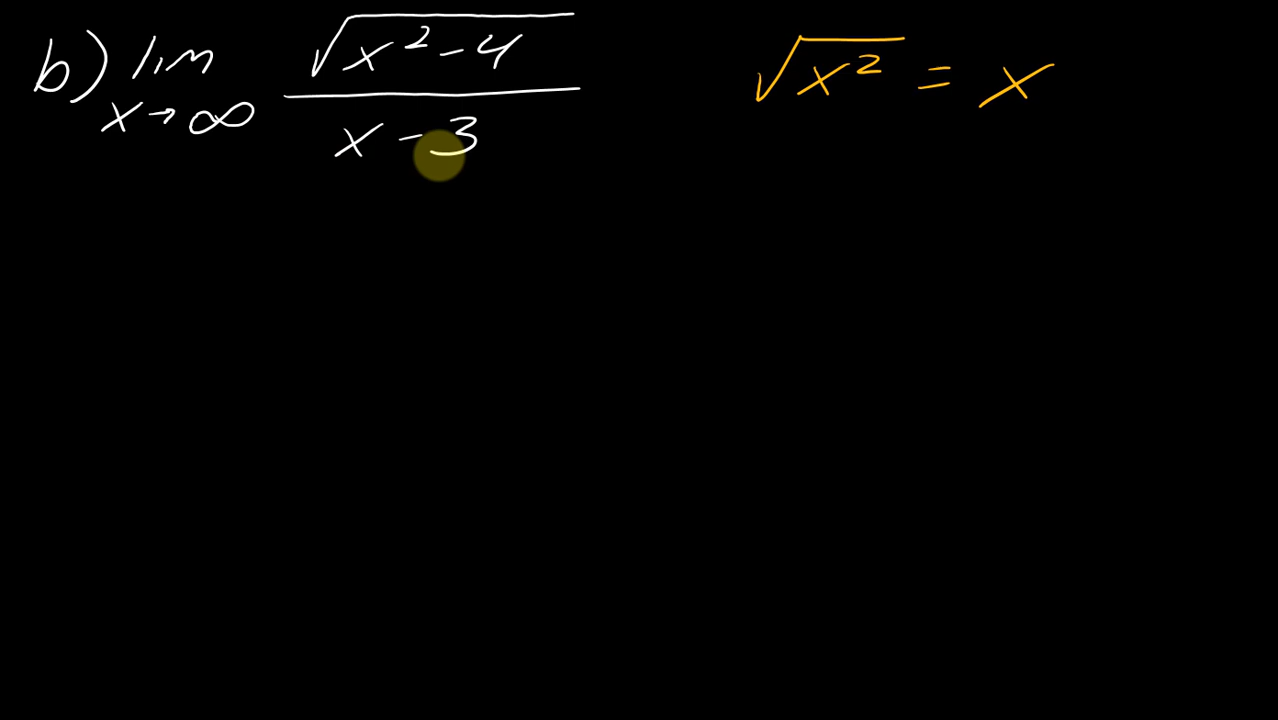 b) lim √(x² - 4) / (x - 3)
x → ∞
√x² = x